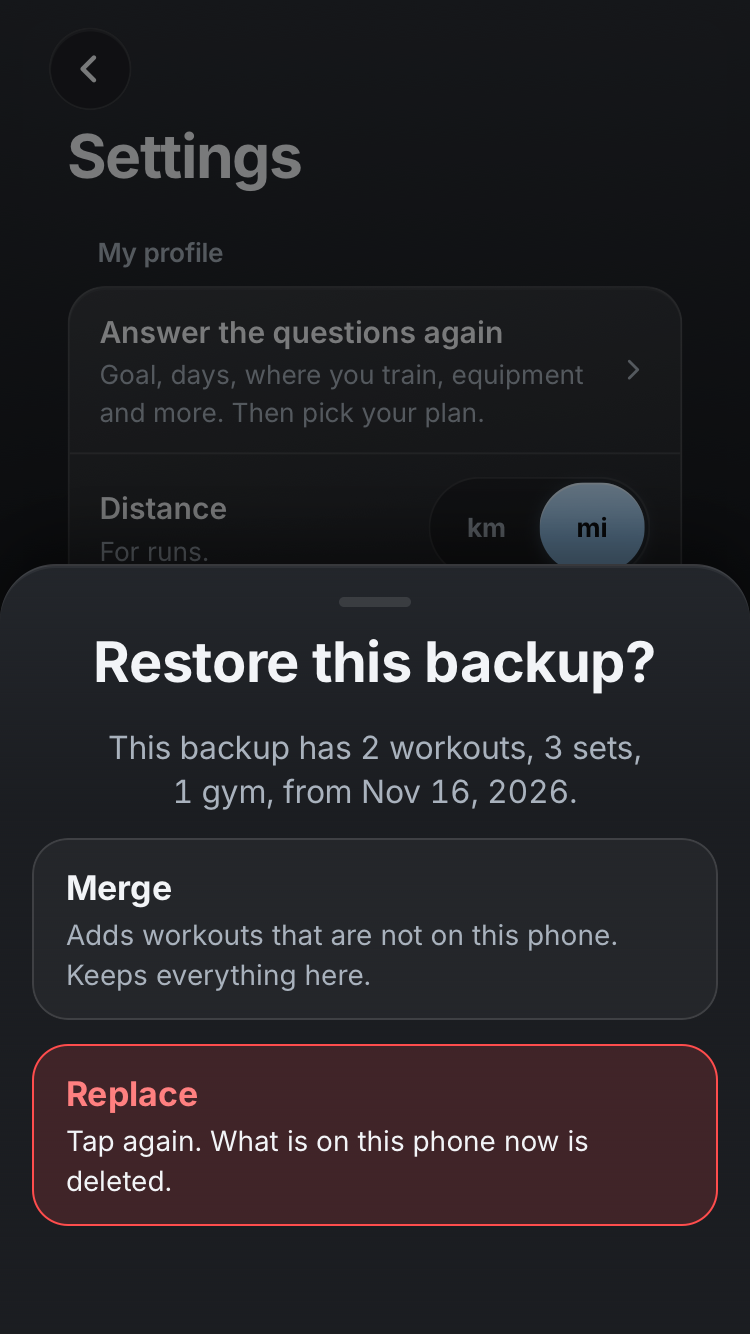 Settings
My profile
Answer the questions again
Goal, days, where you train, equipment
and more. Then pick your plan.
Distance
For runs.
km
mi
Restore this backup?
This backup has 2 workouts, 3 sets,
1 gym, from Nov 16, 2026.
Merge
Adds workouts that are not on this phone.
Keeps everything here.
Replace
Tap again. What is on this phone now is
deleted.